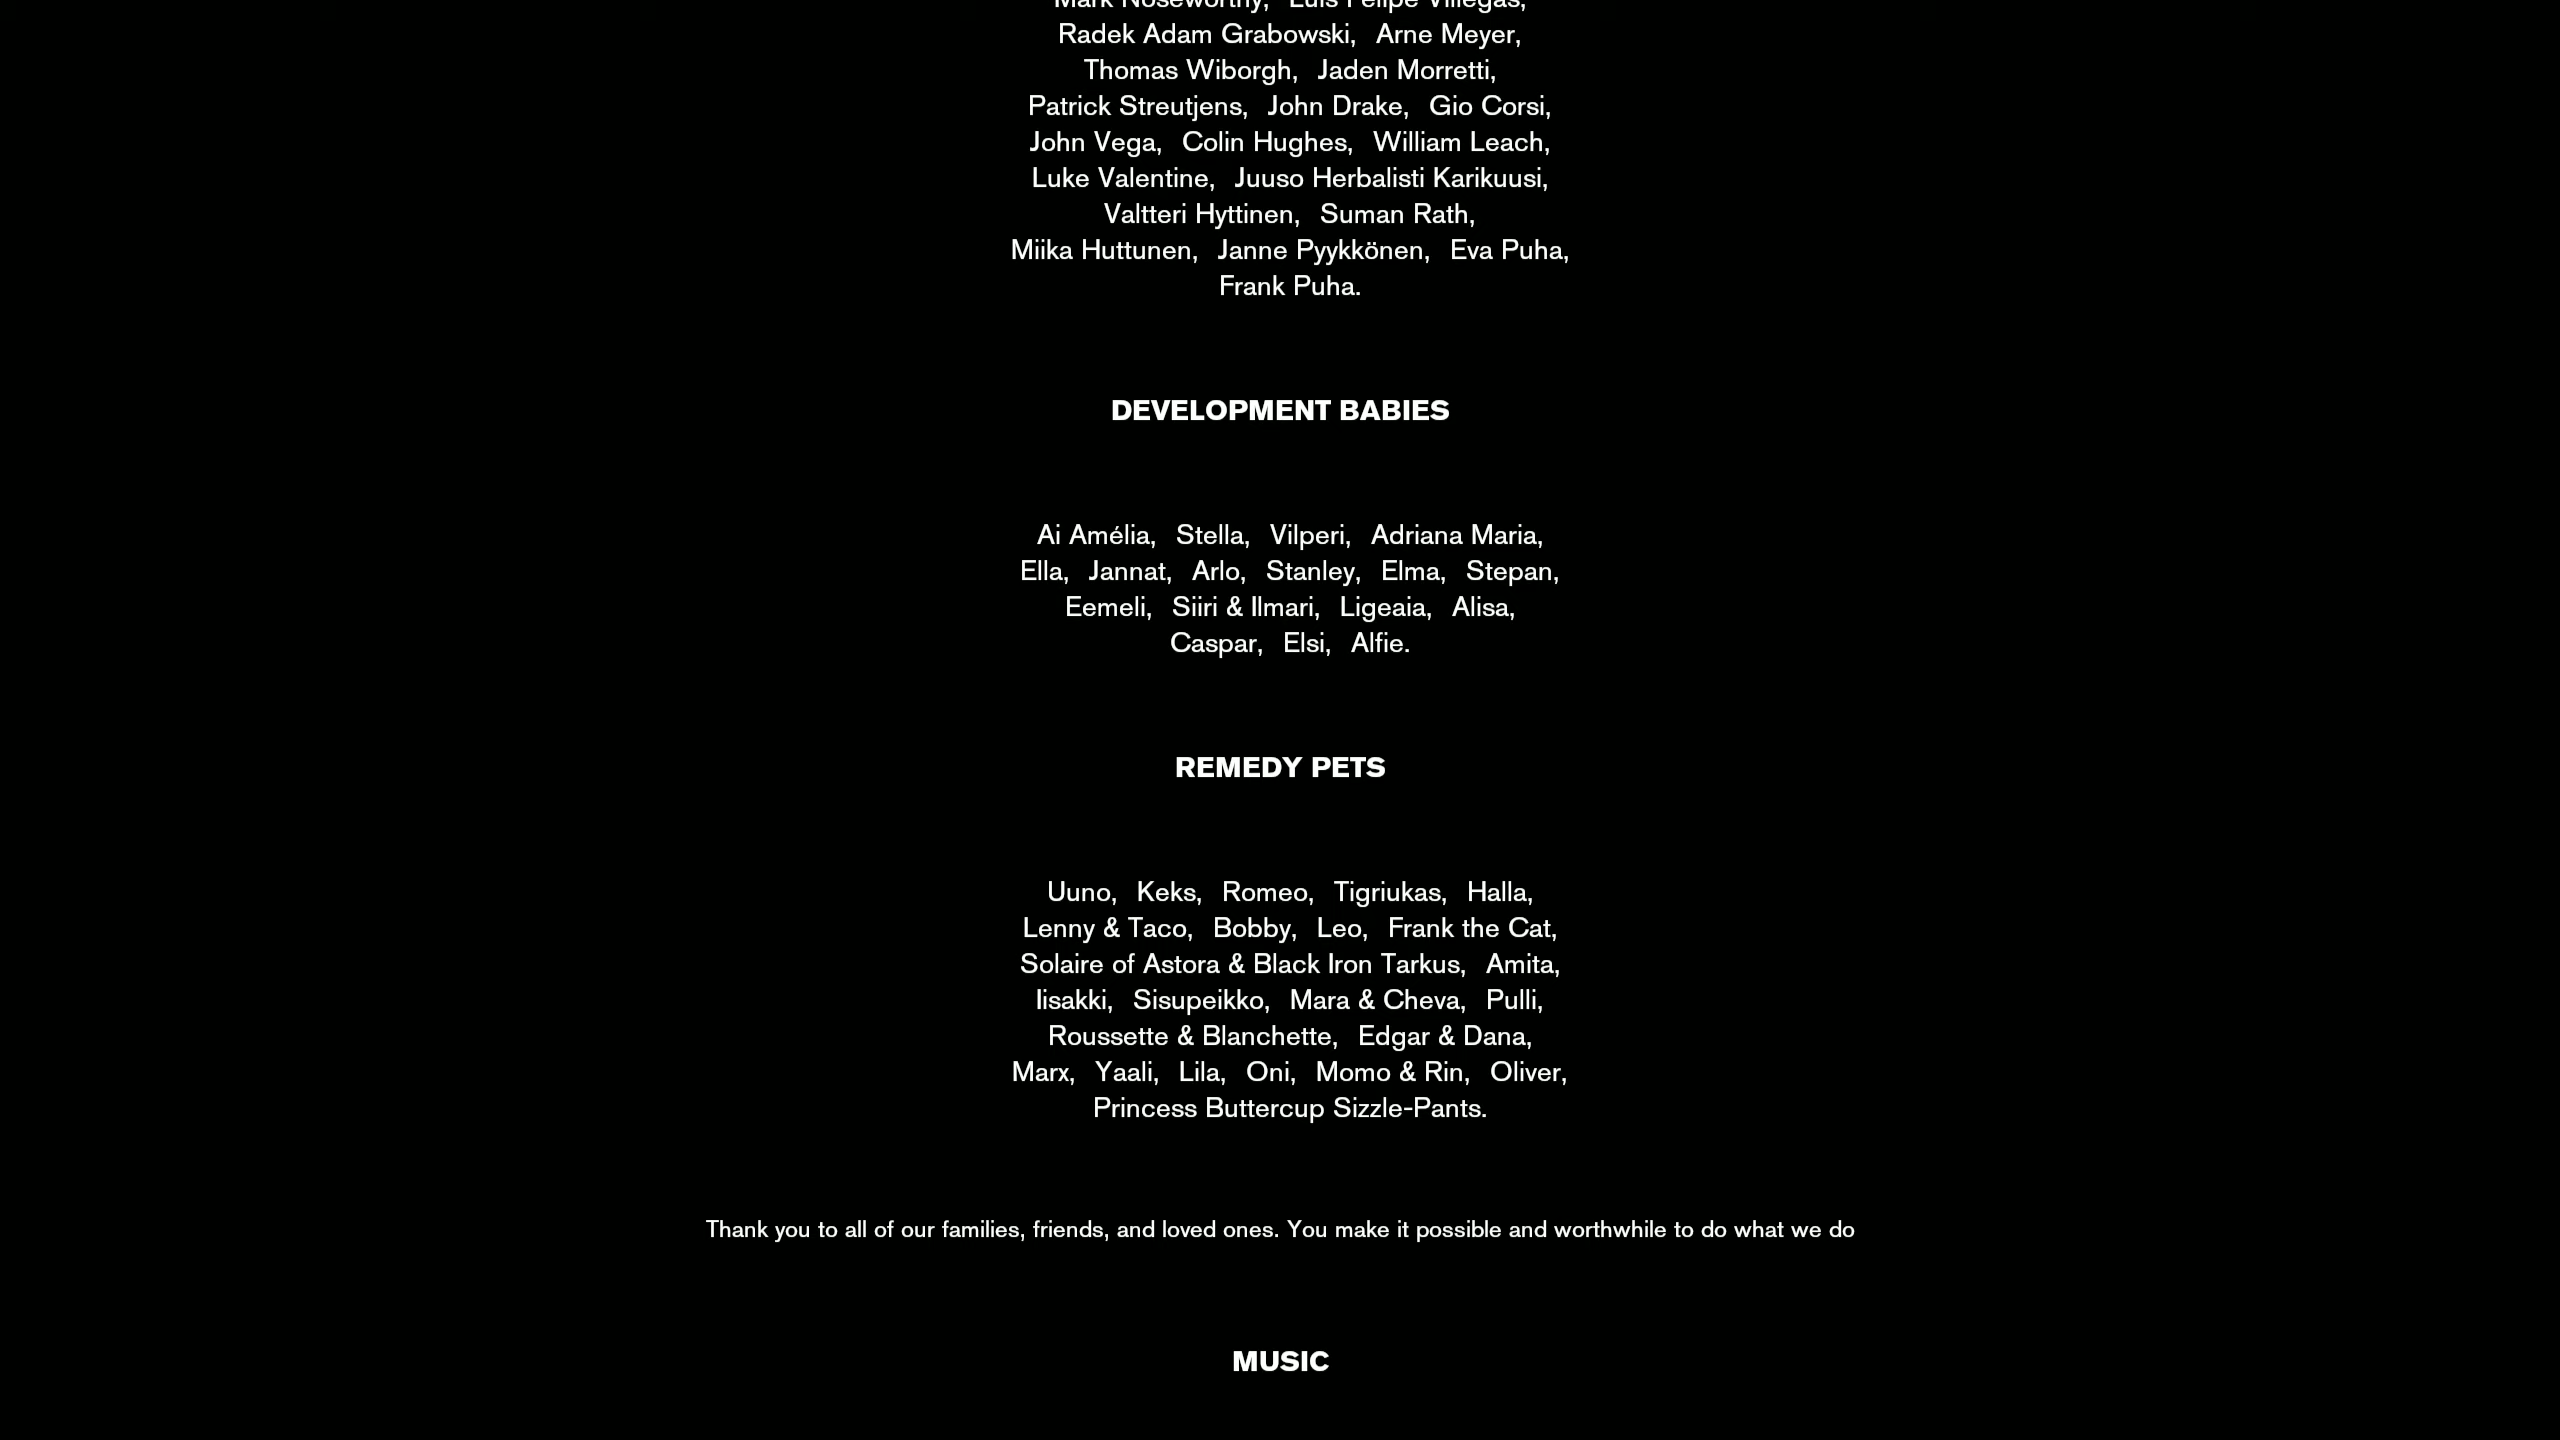 Mark Noseworthy, Luis Felipe Villegas,
Radek Adam Grabowski, Arne Meyer,
Thomas Wiborgh, Jaden Morretti,
Patrick Streutjens, John Drake, Gio Corsi,
John Vega, Colin Hughes, William Leach,
Luke Valentine, Juuso Herbalisti Karikuusi,
Valtteri Hyttinen, Suman Rath,
Miika Huttunen, Janne Pyykkönen, Eva Puha,
Frank Puha.
DEVELOPMENT BABIES
Ai Amélia, Stella, Vilperi, Adriana Maria,
Ella, Jannat, Arlo, Stanley, Elma, Stepan,
Eemeli, Siiri & Ilmari, Ligeaia, Alisa,
Caspar, Elsi, Alfie.
REMEDY PETS
Uuno, Keks, Romeo, Tigriukas, Halla,
Lenny & Taco, Bobby, Leo, Frank the Cat,
Solaire of Astora & Black Iron Tarkus, Amita,
Iisakki, Sisupeikko, Mara & Cheva, Pulli,
Roussette & Blanchette, Edgar & Dana,
Marx, Yaali, Lila, Oni, Momo & Rin, Oliver,
Princess Buttercup Sizzle-Pants.
Thank you to all of our families, friends, and loved ones. You make it possible and worthwhile to do what we do
MUSIC